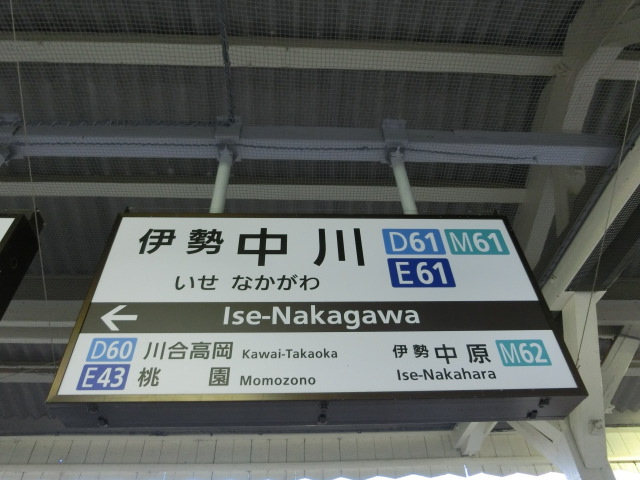 伊勢中川 D61 M61
E61
いせ なかがわ
← Ise-Nakagawa
D60 川合高岡 Kawai-Takaoka
E43 桃園 Momozono
伊勢中原 M62
Ise-Nakahara